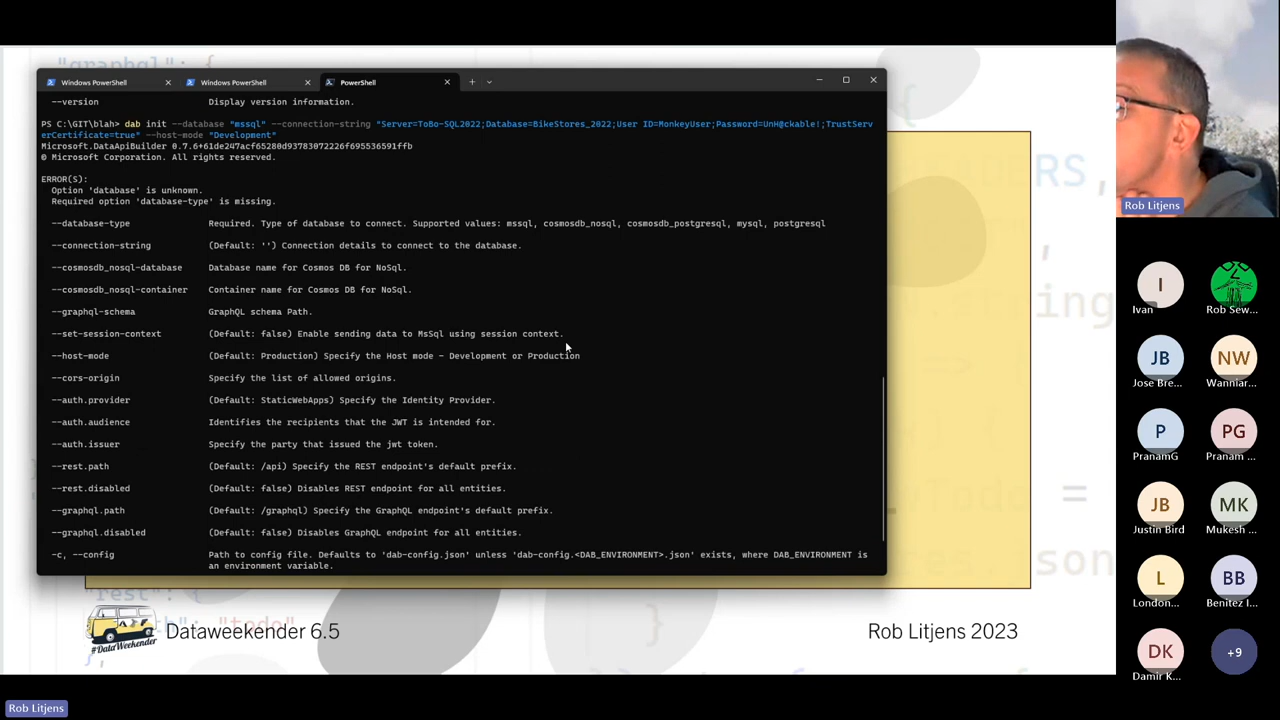 "graphql": {
Windows PowerShell
Windows PowerShell
PowerShell
--version Display version information.
PS C:\GIT\blah> dab init --database "mssql" --connection-string "Server=ToBo-SQL2022;Database=BikeStores_2022;User ID=MonkeyUser;Password=UnH@ckable!;TrustServ
erCertificate=true" --host-mode "Development"
Microsoft.DataApiBuilder 0.7.6+61de247acf65280d93783072226f695536591ffb
© Microsoft Corporation. All rights reserved.
ERROR(S):
Option 'database' is unknown.
Required option 'database-type' is missing.
--database-type Required. Type of database to connect. Supported values: mssql, cosmosdb_nosql, cosmosdb_postgresql, mysql, postgresql
--connection-string (Default: '') Connection details to connect to the database.
--cosmosdb_nosql-database Database name for Cosmos DB for NoSql.
--cosmosdb_nosql-container Container name for Cosmos DB for NoSql.
--graphql-schema GraphQL schema Path.
--set-session-context (Default: false) Enable sending data to MsSql using session context.
--host-mode (Default: Production) Specify the Host mode - Development or Production
--cors-origin Specify the list of allowed origins.
--auth.provider (Default: StaticWebApps) Specify the Identity Provider.
--auth.audience Identifies the recipients that the JWT is intended for.
--auth.issuer Specify the party that issued the jwt token.
--rest.path (Default: /api) Specify the REST endpoint's default prefix.
--rest.disabled (Default: false) Disables REST endpoint for all entities.
--graphql.path (Default: /graphql) Specify the GraphQL endpoint's default prefix.
--graphql.disabled (Default: false) Disables GraphQL endpoint for all entities.
-c, --config Path to config file. Defaults to 'dab-config.json' unless 'dab-config.<DAB_ENVIRONMENT>.json' exists, where DAB_ENVIRONMENT is
an environment variable.
"rest": {
#DataWeekender
Dataweekender 6.5
Rob Litjens 2023
Rob Litjens
Rob Litjens
I
Ivan
Rob Sew...
JB
Jose Bre...
NW
Wanniar...
P
PranamG
PG
Pranam ...
JB
Justin Bird
MK
Mukesh ...
L
London...
BB
Benitez I...
DK
Damir K...
+9